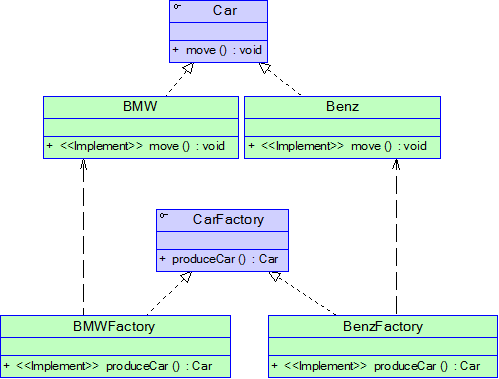 Car
+ move () : void
BMW
Benz
+ <<Implement>> move () : void
+ <<Implement>> move () : void
CarFactory
+ produceCar () : Car
BMWFactory
BenzFactory
+ <<Implement>> produceCar () : Car
+ <<Implement>> produceCar () : Car